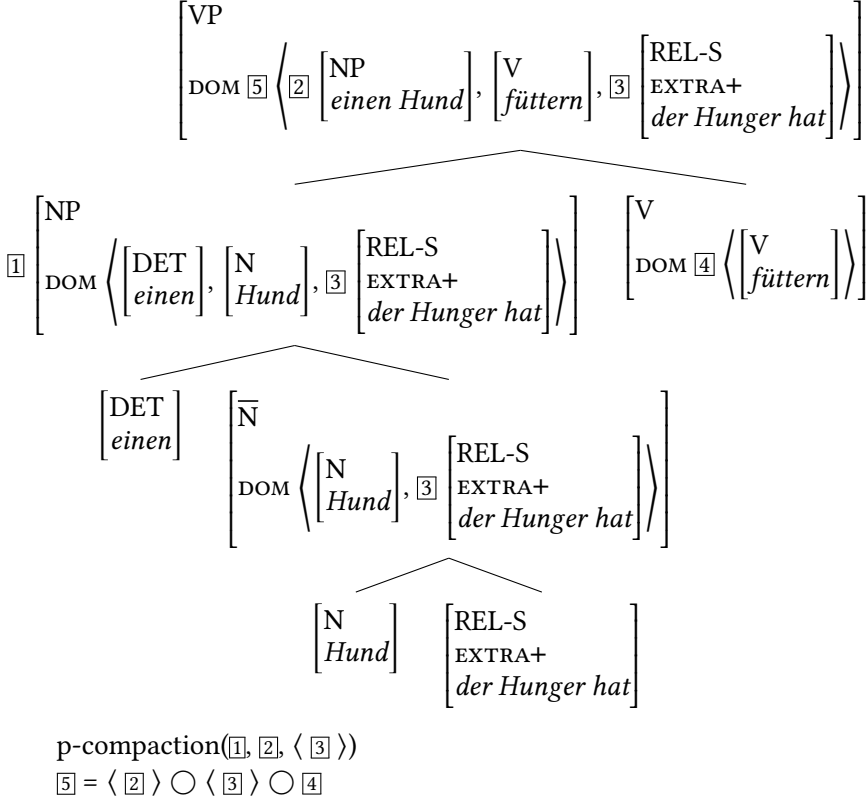 VP
DOM [5] ⟨ [2] [NP einen Hund], [V füttern], [3] [REL-S EXTRA+ der Hunger hat] ⟩
[1] NP
DOM ⟨ [DET einen], [N Hund], [3] [REL-S EXTRA+ der Hunger hat] ⟩
V
DOM [4] ⟨ [V füttern] ⟩
DET
einen
N̅
DOM ⟨ [N Hund], [3] [REL-S EXTRA+ der Hunger hat] ⟩
N
Hund
REL-S
EXTRA+
der Hunger hat
p-compaction([1], [2], ⟨ [3] ⟩)
[5] = ⟨ [2] ⟩ ◯ ⟨ [3] ⟩ ◯ [4]